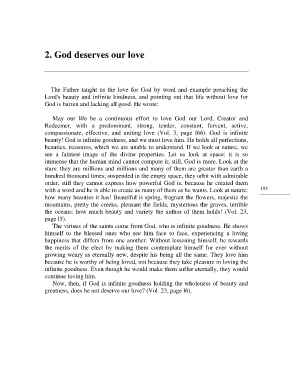 2. God deserves our love
The Father taught us the love for God by word and example preaching the
Lord's beauty and infinite kindness, and pointing out that life without love for
God is barren and lacking all good. He wrote:
May our life be a continuous effort to love God our Lord, Creator and
Redeemer, with a predominant, strong, tender, constant, fervent, active,
compassionate, effective, and uniting love (Vol. 3, page l66). God is infinite
beauty! God is infinite goodness, and we must love him. He holds all perfections,
beauties, treasures, which we are unable to understand. If we look at nature, we
see a faintest image of the divine properties. Let us look at space: it is so
immense that the human mind cannot compute it; still, God is more. Look at the
stars: they are millions and millions and many of them are greater than earth a
hundred thousand times; suspended in the empty space, they orbit with admirable
order, still they cannot express how powerful God is, because he created them
with a word and he is able to create as many of them as he wants. Look at nature:
how many beauties it has! Beautiful is spring, fragrant the flowers, majestic the
mountains, pretty the creeks, pleasant the fields, mysterious the groves, terrible
the oceans: how much beauty and variety the author of them holds! (Vol. 23,
page l5).
The virtues of the saints come from God, who is infinite goodness. He shows
himself to the blessed ones who see him face to face, experiencing a loving
happiness that differs from one another. Without lessening himself, he rewards
the merits of the elect by making them contemplate himself for ever without
growing weary as eternally new, despite his being all the same. They love him
because he is worthy of being loved, not because they take pleasure in loving the
infinite goodness. Even though he would make them suffer eternally, they would
continue loving him.
Now, then, if God is infinite goodness holding the wholeness of beauty and
greatness, does he not deserve our love? (Vol. 23, page l6).
193